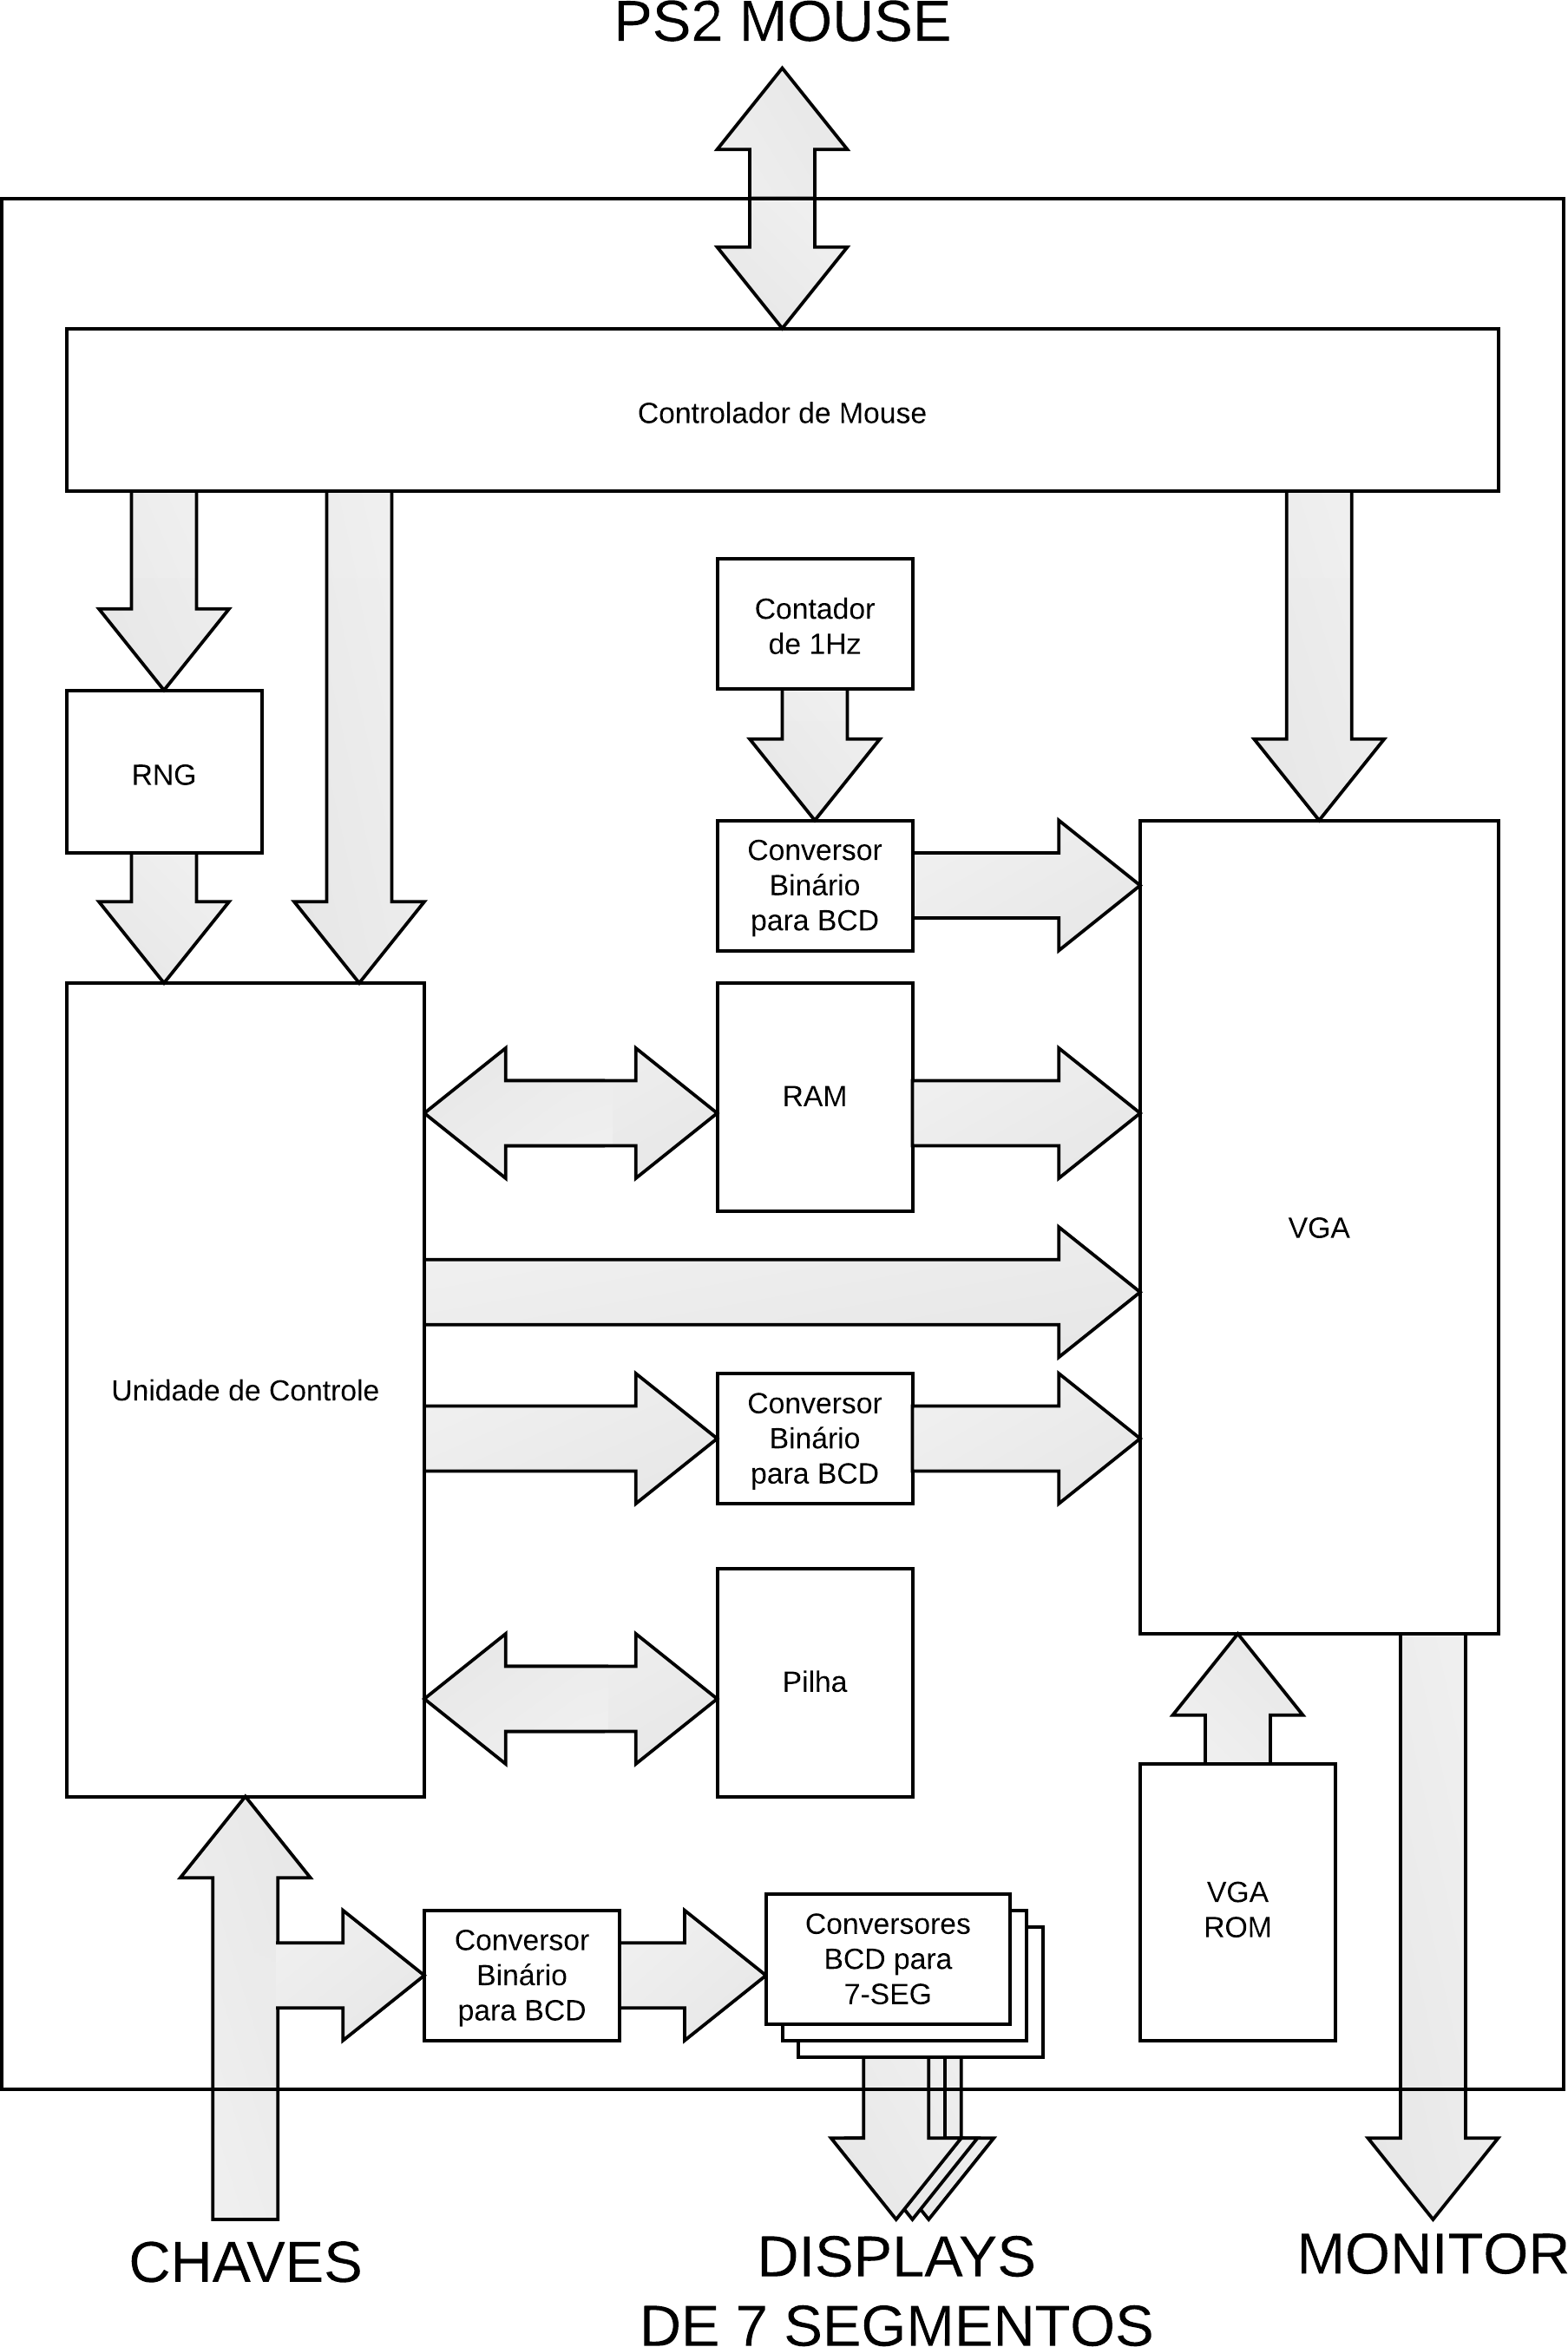 PS2 MOUSE
Controlador de Mouse
Contador
de 1Hz
RNG
Conversor
Binário
para BCD
RAM
VGA
Unidade de Controle
Conversor
Binário
para BCD
Pilha
VGA
ROM
Conversor
Binário
para BCD
Conversores
BCD para
7-SEG
CHAVES
DISPLAYS
DE 7 SEGMENTOS
MONITOR